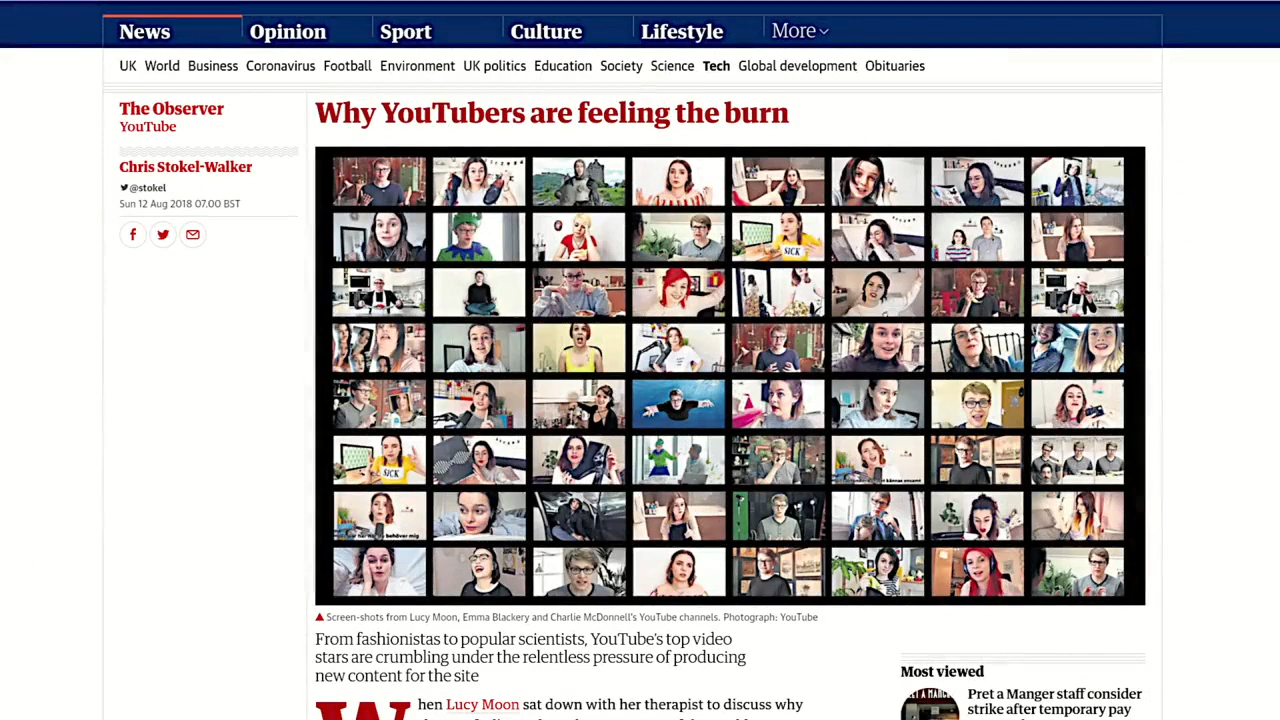 News Opinion Sport Culture Lifestyle More
UK World Business Coronavirus Football Environment UK politics Education Society Science Tech Global development Obituaries
The Observer
YouTube
Chris Stokel-Walker
@stokel
Sun 12 Aug 2018 07.00 BST
Why YouTubers are feeling the burn
SICK
SICK
Screen-shots from Lucy Moon, Emma Blackery and Charlie McDonnell's YouTube channels. Photograph: YouTube
From fashionistas to popular scientists, YouTube's top video
stars are crumbling under the relentless pressure of producing
new content for the site
When Lucy Moon sat down with her therapist to discuss why
Most viewed
Pret a Manger staff consider
strike after temporary pay